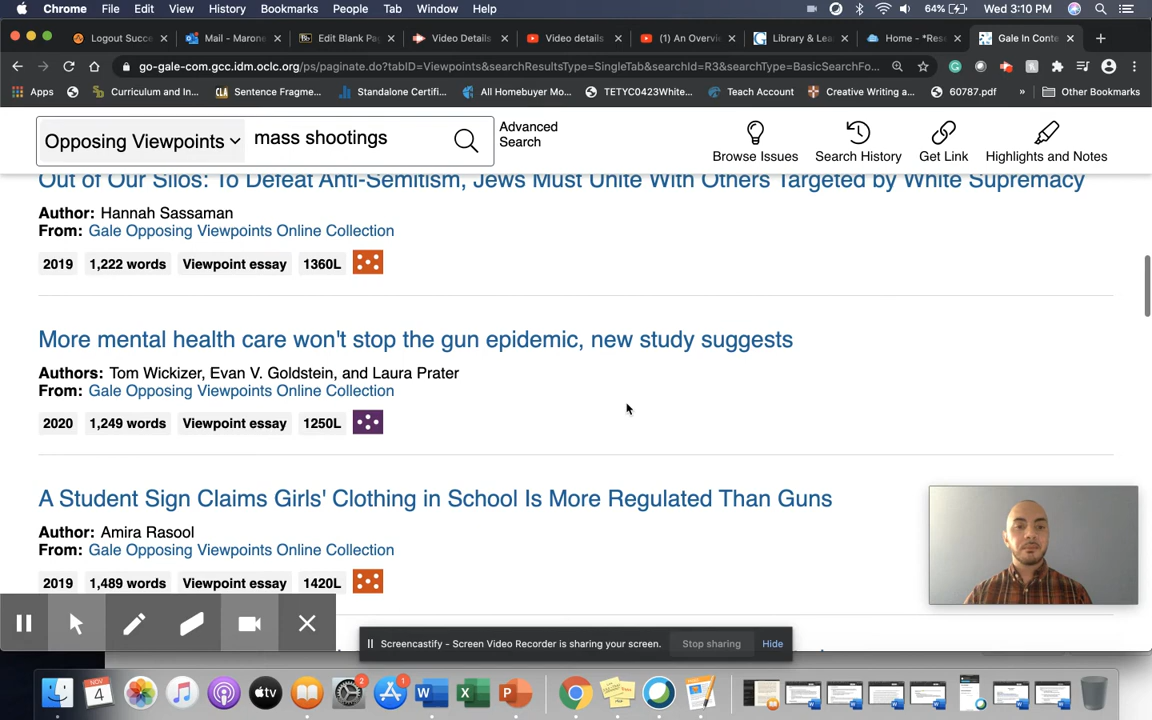 Chrome File Edit View History Bookmarks People Tab Window Help 64% Wed 3:10 PM
Logout Succe Mail - Marone Edit Blank Pa Video Details Video details (1) An Overvi Library & Lea Home - *Res Gale In Conte
go-gale-com.gcc.idm.oclc.org/ps/paginate.do?tabID=Viewpoints&searchResultsType=SingleTab&searchId=R3&searchType=BasicSearchFo...
Apps Curriculum and In... Sentence Fragme... Standalone Certifi... All Homebuyer Mo... TETYC0423White... Teach Account Creative Writing a... 60787.pdf » Other Bookmarks
Opposing Viewpoints mass shootings Advanced Search
Browse Issues Search History Get Link Highlights and Notes
Out of Our Silos: To Defeat Anti-Semitism, Jews Must Unite With Others Targeted by White Supremacy
Author: Hannah Sassaman
From: Gale Opposing Viewpoints Online Collection
2019 1,222 words Viewpoint essay 1360L
More mental health care won't stop the gun epidemic, new study suggests
Authors: Tom Wickizer, Evan V. Goldstein, and Laura Prater
From: Gale Opposing Viewpoints Online Collection
2020 1,249 words Viewpoint essay 1250L
A Student Sign Claims Girls' Clothing in School Is More Regulated Than Guns
Author: Amira Rasool
From: Gale Opposing Viewpoints Online Collection
2019 1,489 words Viewpoint essay 1420L
Screencastify - Screen Video Recorder is sharing your screen. Stop sharing Hide
NOV
4
2
1